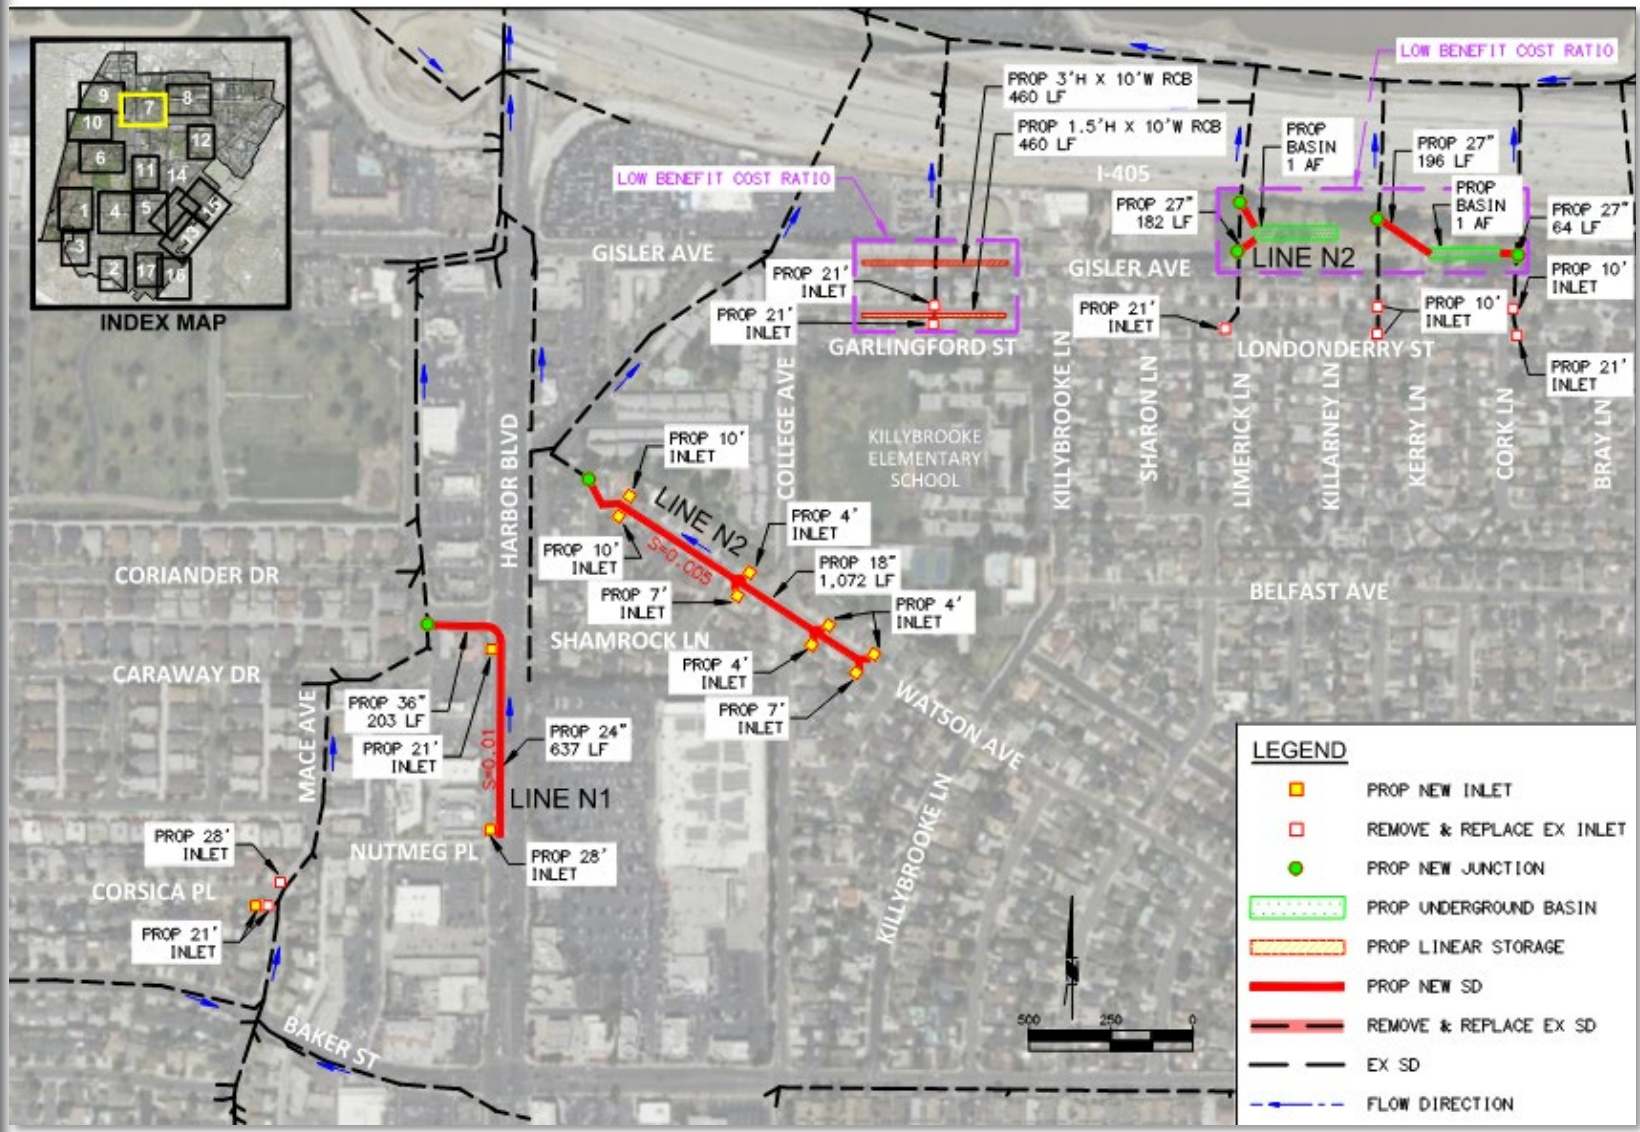 9
7
8
10
12
6
11
14
1
4
5
15
3
13
2
17
16
INDEX MAP
LOW BENEFIT COST RATIO
PROP 3'H X 10'W RCB
460 LF
PROP 1.5'H X 10'W RCB
460 LF
PROP
BASIN
1 AF
PROP 27"
196 LF
LOW BENEFIT COST RATIO
I-405
PROP 27"
182 LF
PROP
BASIN
1 AF
PROP 27"
64 LF
GISLER AVE
GISLER AVE
LINE N2
PROP 21'
INLET
PROP 21'
INLET
PROP 21'
INLET
PROP 10'
INLET
PROP 10'
INLET
GARLINGFORD ST
LONDONDERRY ST
PROP 21'
INLET
HARBOR BLVD
COLLEGE AVE
KILLYBROOKE
ELEMENTARY
SCHOOL
KILLYBROOKE LN
SHARON LN
LIMERICK LN
KILLARNEY LN
KERRY LN
CORK LN
BRAY LN
PROP 10'
INLET
LINE N2
S=0.005
PROP 4'
INLET
PROP 10'
INLET
PROP 18"
1,072 LF
PROP 7'
INLET
PROP 4'
INLET
CORIANDER DR
BELFAST AVE
SHAMROCK LN
PROP 4'
INLET
CARAWAY DR
PROP 7'
INLET
WATSON AVE
MACE AVE
PROP 36"
203 LF
PROP 21'
INLET
S=0.01
PROP 24"
637 LF
LINE N1
KILLYBROOKE LN
PROP 28'
INLET
NUTMEG PL
PROP 28'
INLET
CORSICA PL
PROP 21'
INLET
BAKER ST
500
250
0
LEGEND
PROP NEW INLET
REMOVE & REPLACE EX INLET
PROP NEW JUNCTION
PROP UNDERGROUND BASIN
PROP LINEAR STORAGE
PROP NEW SD
REMOVE & REPLACE EX SD
EX SD
FLOW DIRECTION